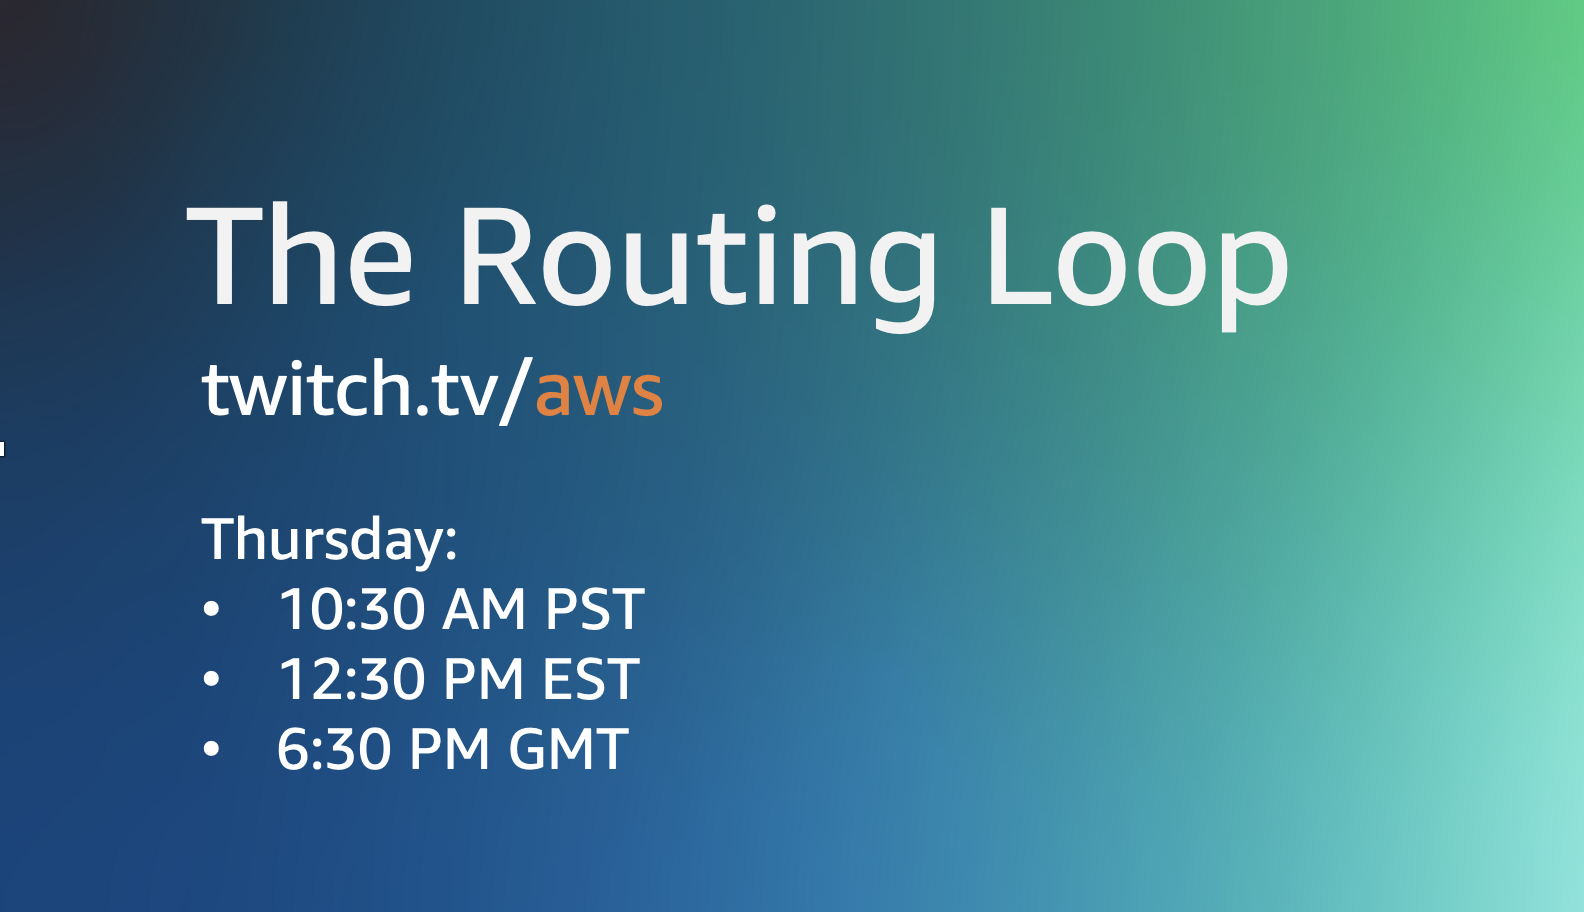 The Routing Loop
twitch.tv/aws
Thursday:
• 10:30 AM PST
• 12:30 PM EST
• 6:30 PM GMT